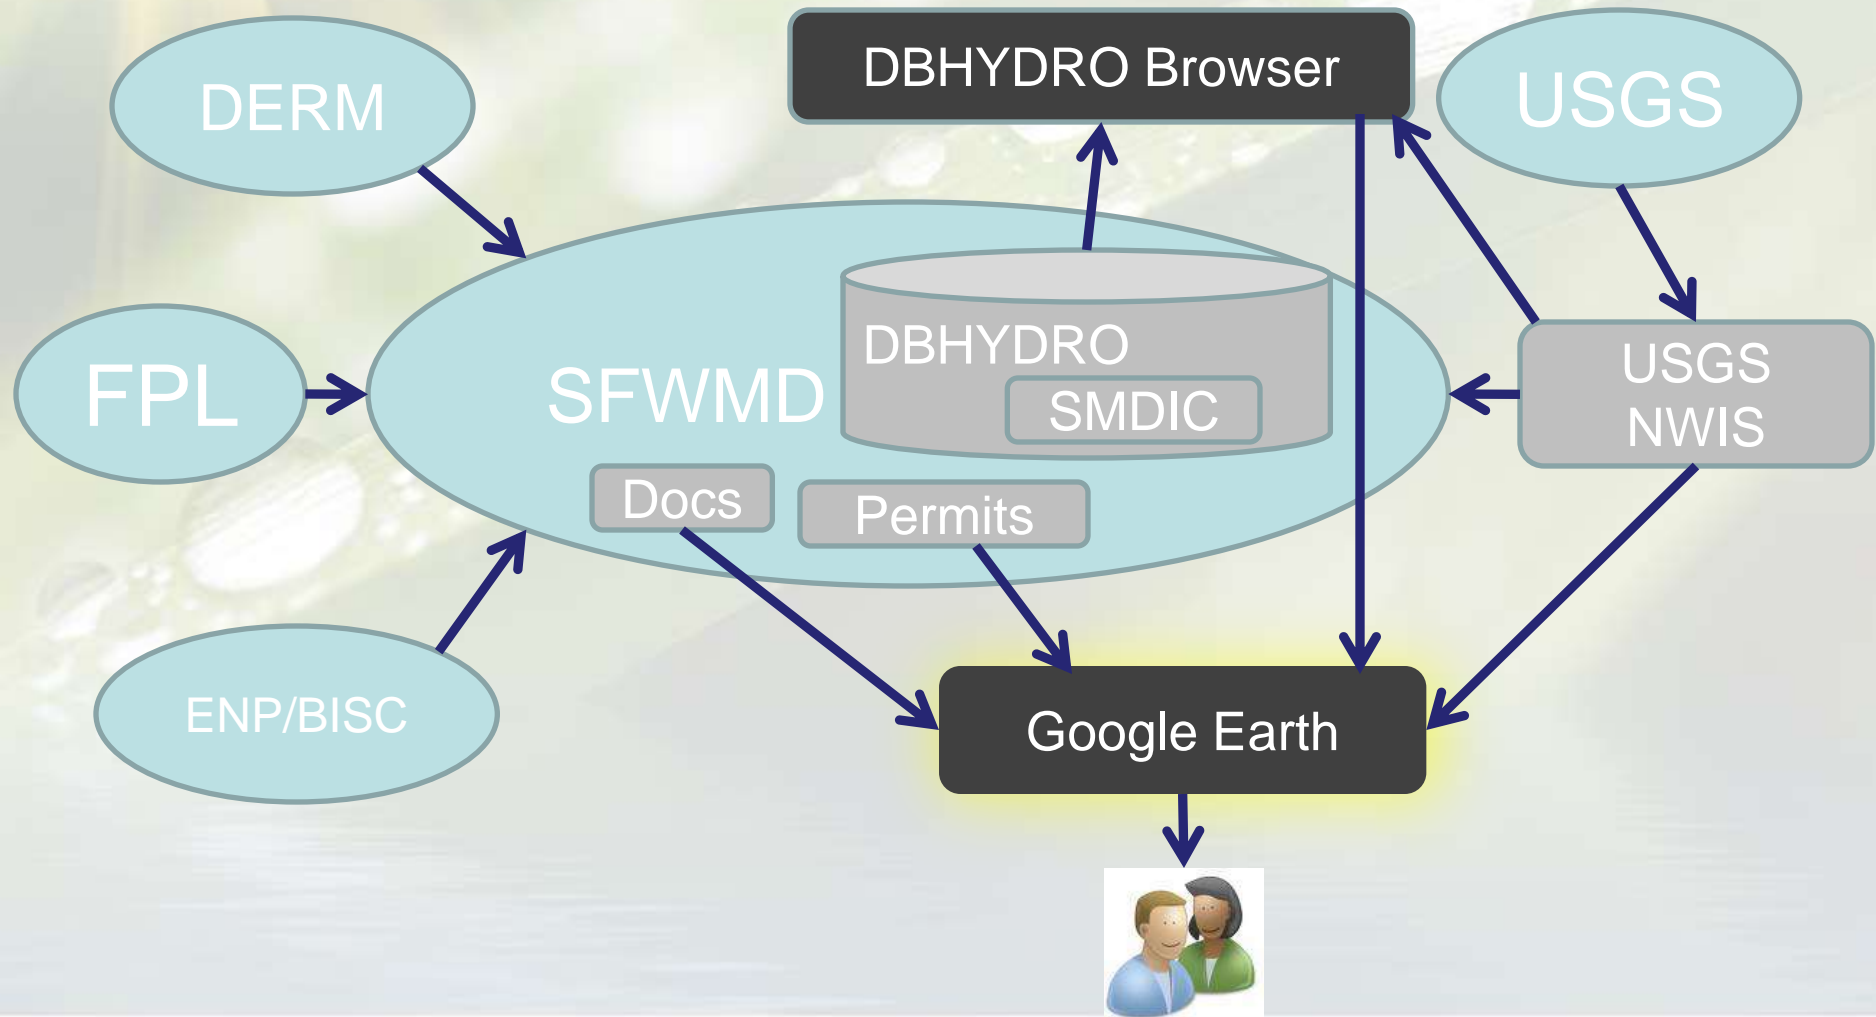 DBHYDRO Browser
DERM
USGS
DBHYDRO
USGS
NWIS
FPL
SFWMD
SMDIC
Docs
Permits
ENP/BISC
Google Earth